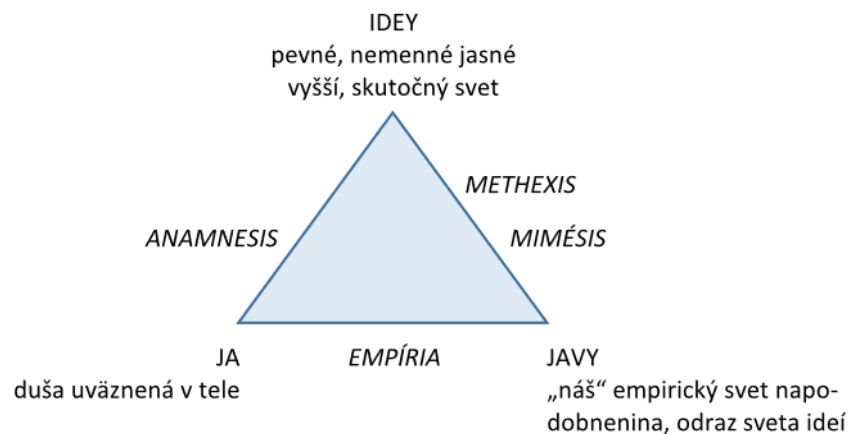 IDEY
pevné, nemenné jasné
vyšší, skutočný svet
METHEXIS
ANAMNESIS
MIMÉSIS
JA
duša uväznená v tele
EMPÍRIA
JAVY
„náš“ empirický svet napo-
dobnenina, odraz sveta ideí